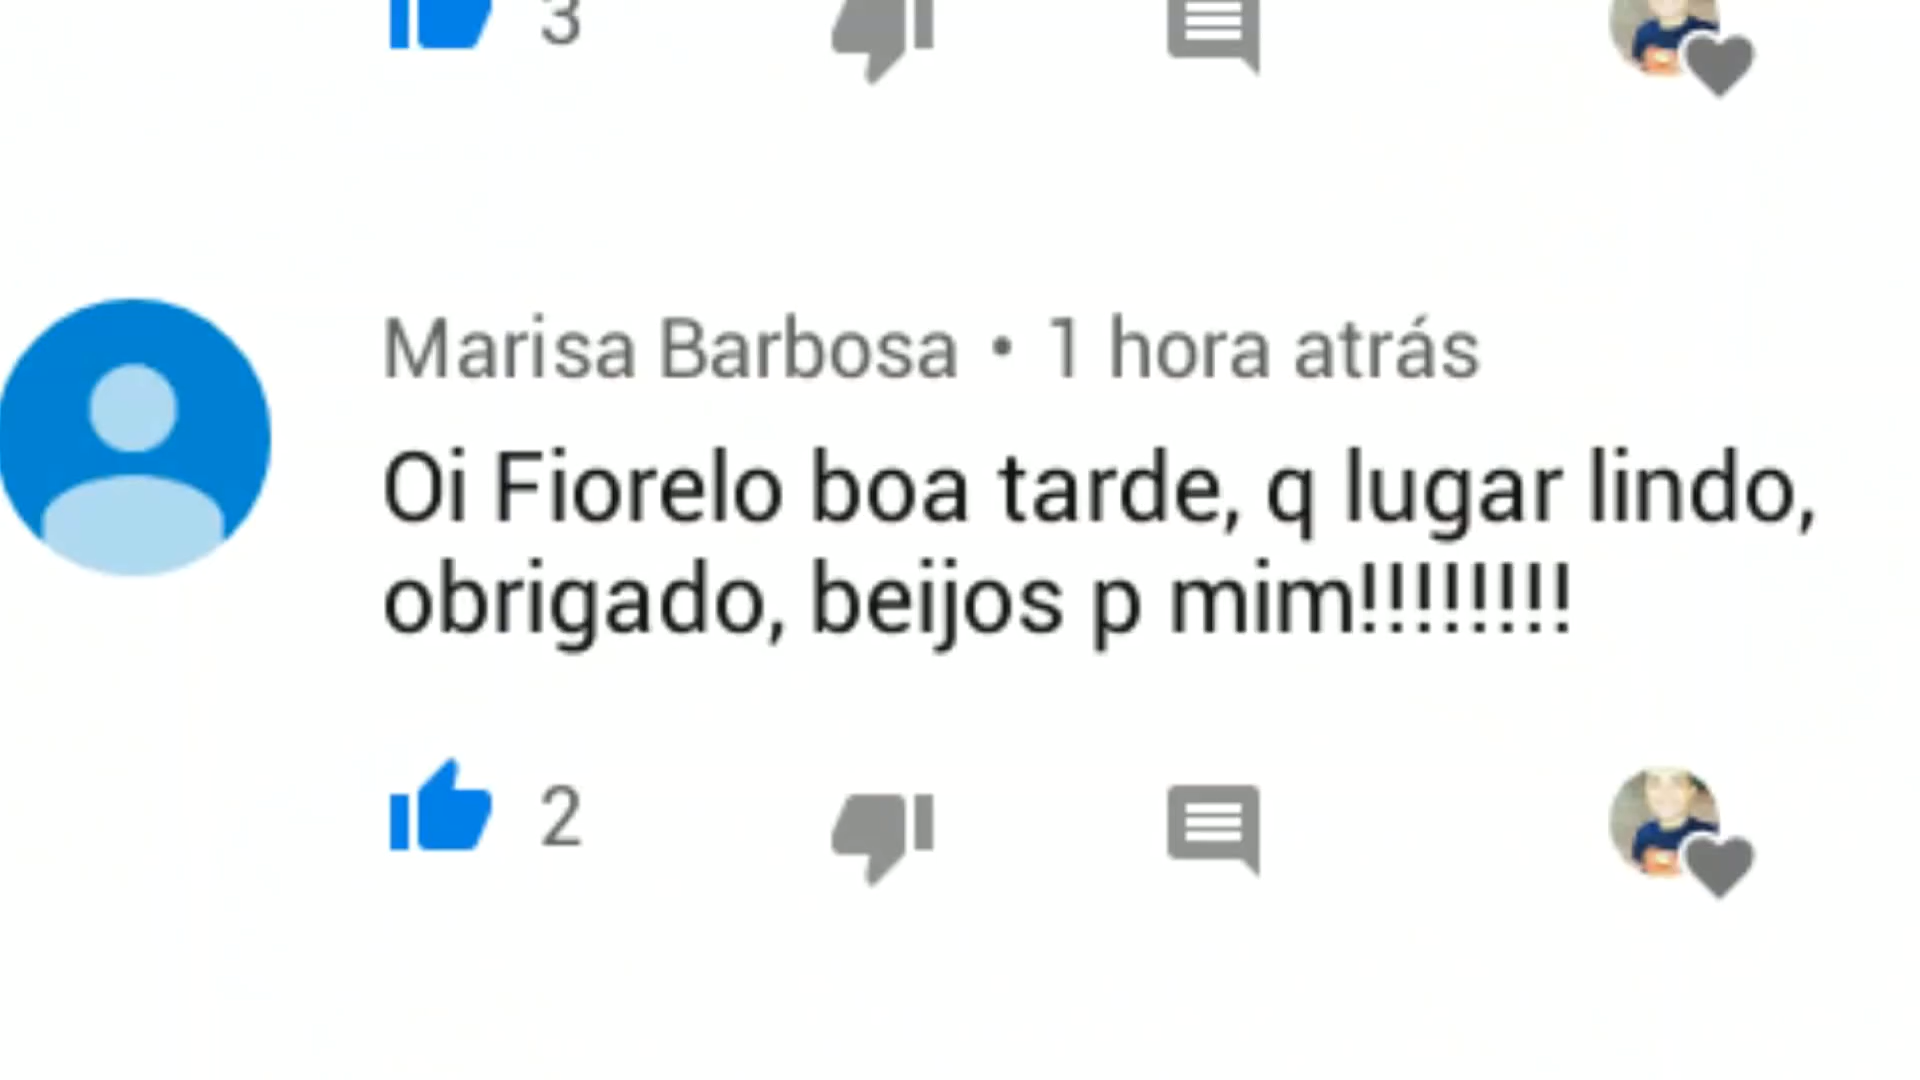 3
Marisa Barbosa • 1 hora atrás
Oi Fiorelo boa tarde, q lugar lindo,
obrigado, beijos p mim!!!!!!!!
2